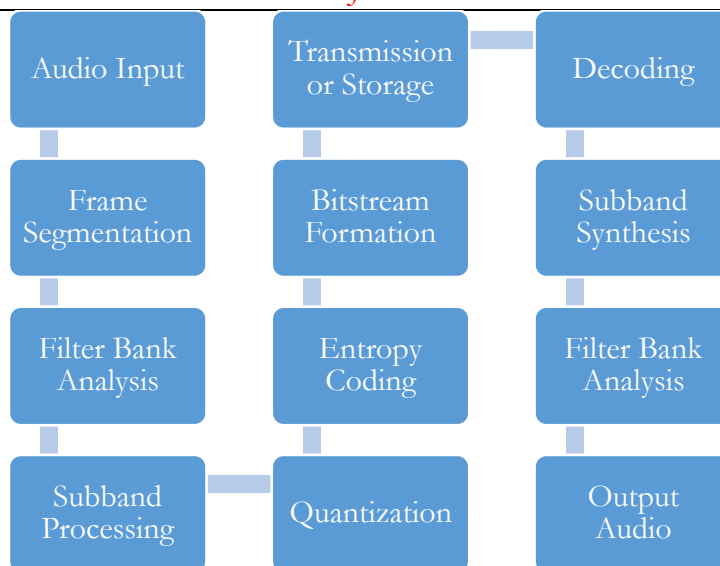 Audio Input
Frame
Segmentation
Filter Bank
Analysis
Subband
Processing
Quantization
Entropy
Coding
Bitstream
Formation
Transmission
or Storage
Decoding
Subband
Synthesis
Filter Bank
Analysis
Output
Audio